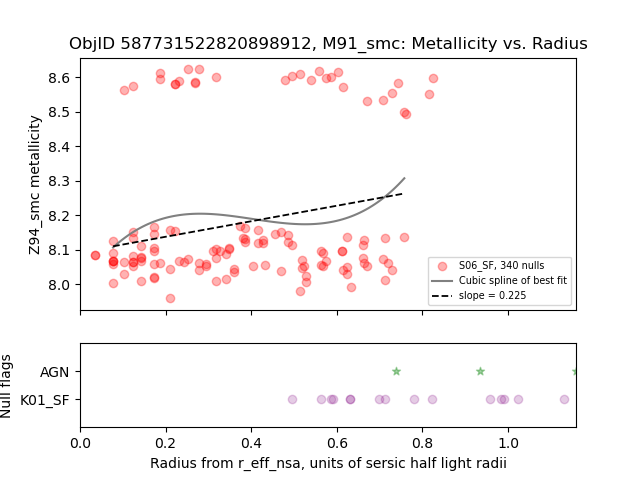 ObjID 587731522820898912, M91_smc: Metallicity vs. Radius
Z94_smc metallicity
8.6
8.5
8.4
8.3
8.2
8.1
8.0
S06_SF, 340 nulls
Cubic spline of best fit
slope = 0.225
Null flags
AGN
K01_SF
0.0 0.2 0.4 0.6 0.8 1.0
Radius from r_eff_nsa, units of sersic half light radii